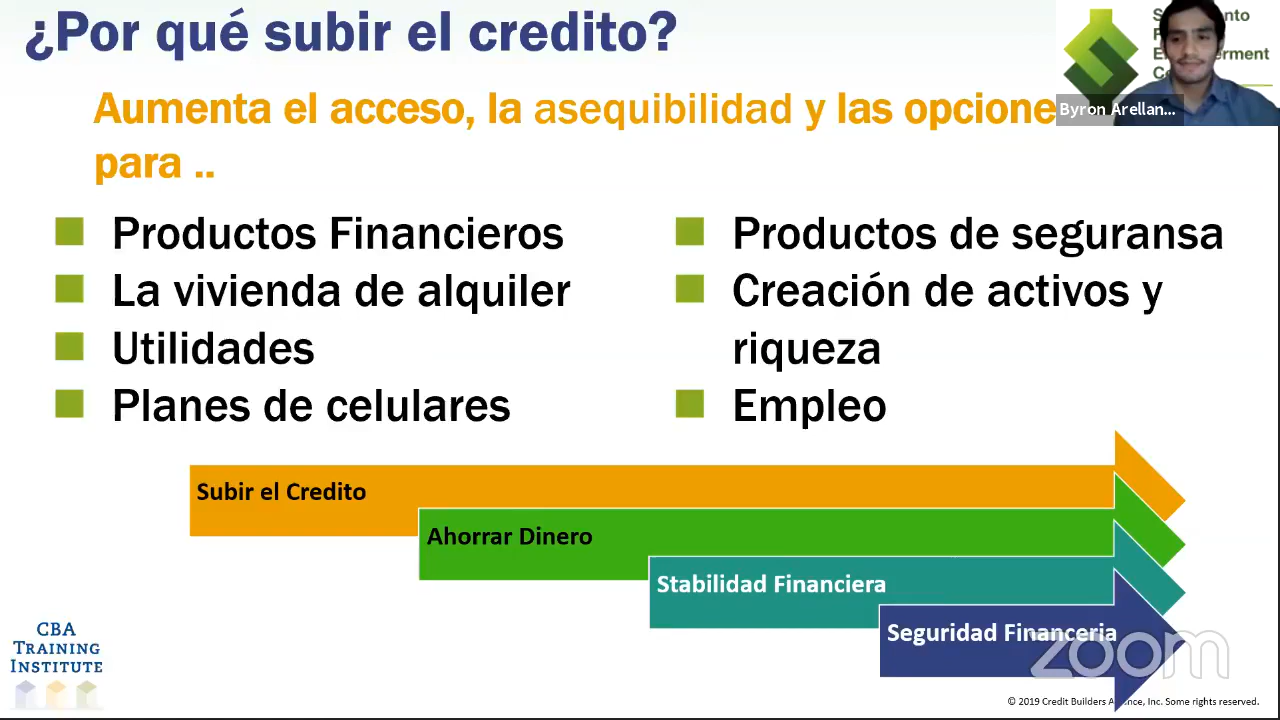 ¿Por qué subir el credito?
Aumenta el acceso, la asequibilidad y las opcione
para ..
Productos Financieros
La vivienda de alquiler
Utilidades
Planes de celulares
Productos de seguransa
Creación de activos y
riqueza
Empleo
Byron Arellan...
Subir el Credito
Ahorrar Dinero
Stabilidad Financiera
Seguridad Financeria
zoom
CBA
TRAINING
INSTITUTE
© 2019 Credit Builders Inc. Some rights reserved.